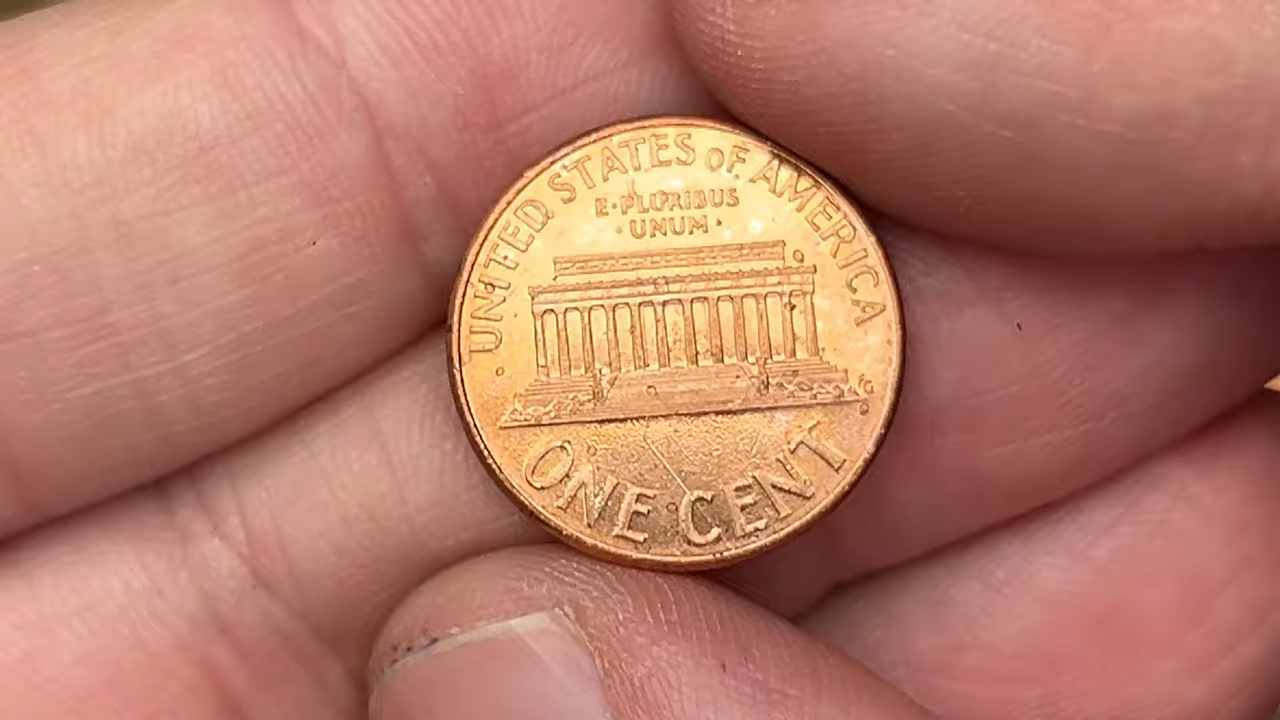 UNITED STATES OF AMERICA
E·PLURIBUS
·UNUM·
ONE CENT